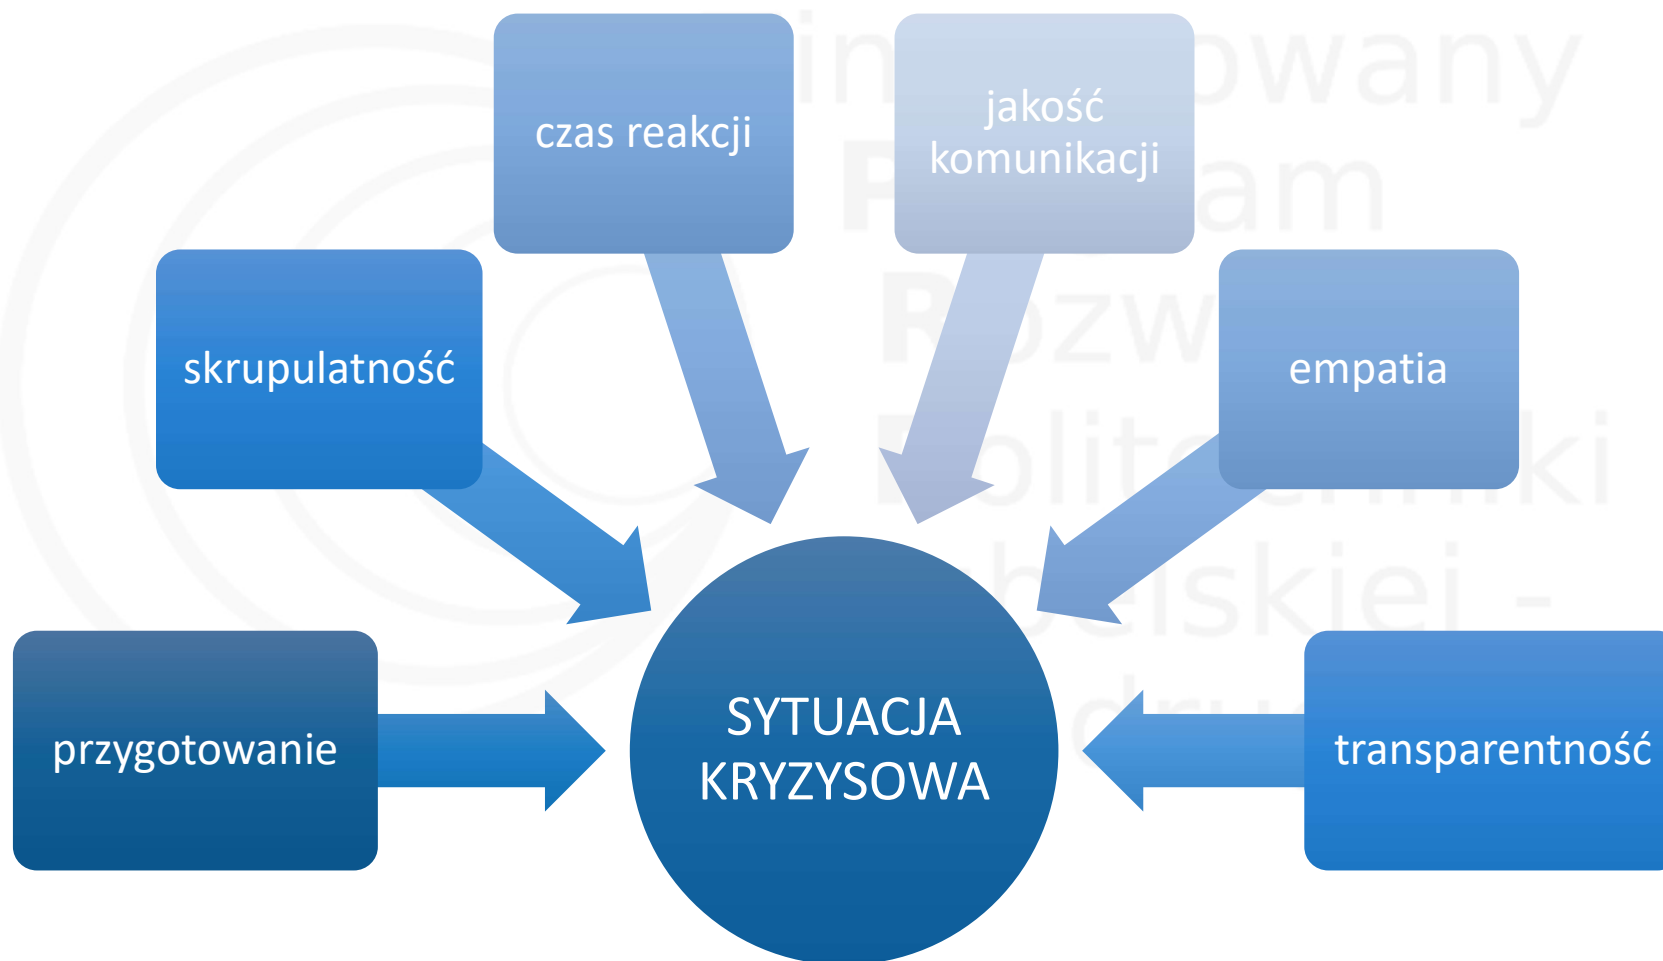 czas reakcji
jakość
komunikacji
skrupulatność
empatia
przygotowanie
SYTUACJA
KRYZYSOWA
transparentność